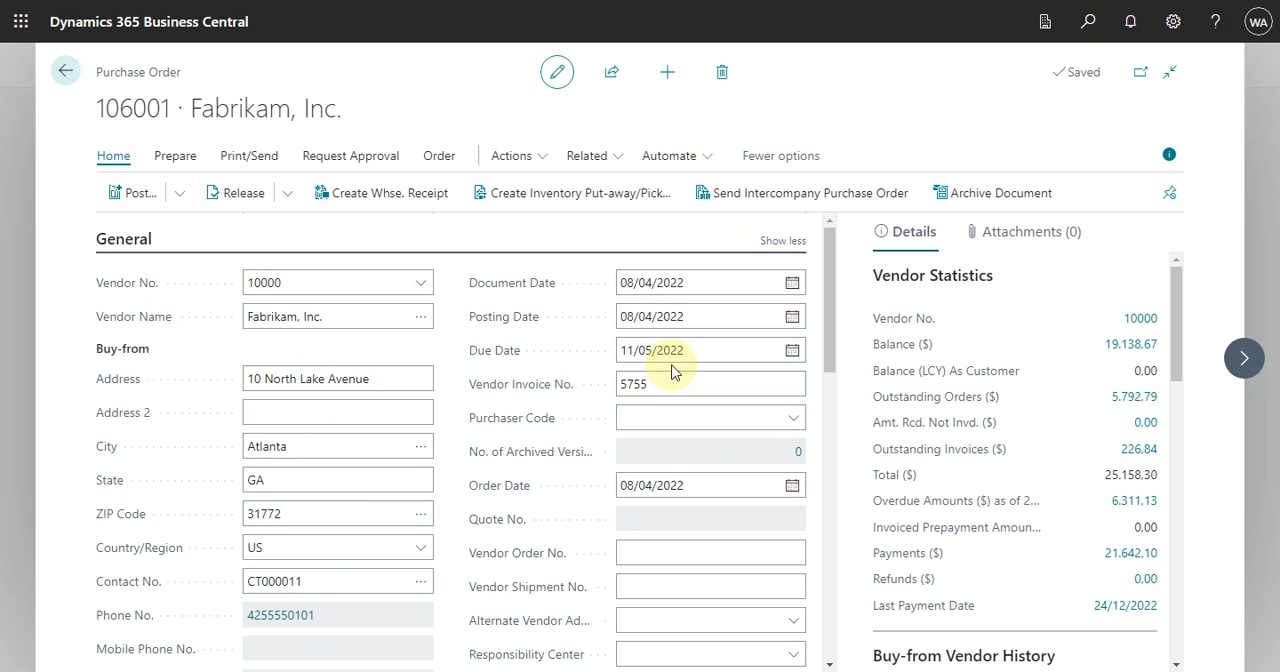 Dynamics 365 Business Central
WA
Purchase Order
Saved
106001 · Fabrikam, Inc.
Home Prepare Print/Send Request Approval Order Actions Related Automate Fewer options
Post... Release Create Whse. Receipt Create Inventory Put-away/Pick... Send Intercompany Purchase Order Archive Document
General
Show less
Vendor No. 10000
Vendor Name Fabrikam, Inc.
Buy-from
Address 10 North Lake Avenue
Address 2
City Atlanta
State GA
ZIP Code 31772
Country/Region US
Contact No. CT000011
Phone No. 4255550101
Mobile Phone No.
Document Date 08/04/2022
Posting Date 08/04/2022
Due Date 11/05/2022
Vendor Invoice No. 5755
Purchaser Code
No. of Archived Versi... 0
Order Date 08/04/2022
Quote No.
Vendor Order No.
Vendor Shipment No.
Alternate Vendor Ad...
Responsibility Center
Details Attachments (0)
Vendor Statistics
Vendor No. 10000
Balance ($) 19.138,67
Balance (LCY) As Customer 0,00
Outstanding Orders ($) 5.792,79
Amt. Rcd. Not Invd. ($) 0,00
Outstanding Invoices ($) 226,84
Total ($) 25.158,30
Overdue Amounts ($) as of 2... 6.311,13
Invoiced Prepayment Amoun... 0,00
Payments ($) 21.642,10
Refunds ($) 0,00
Last Payment Date 24/12/2022
Buy-from Vendor History